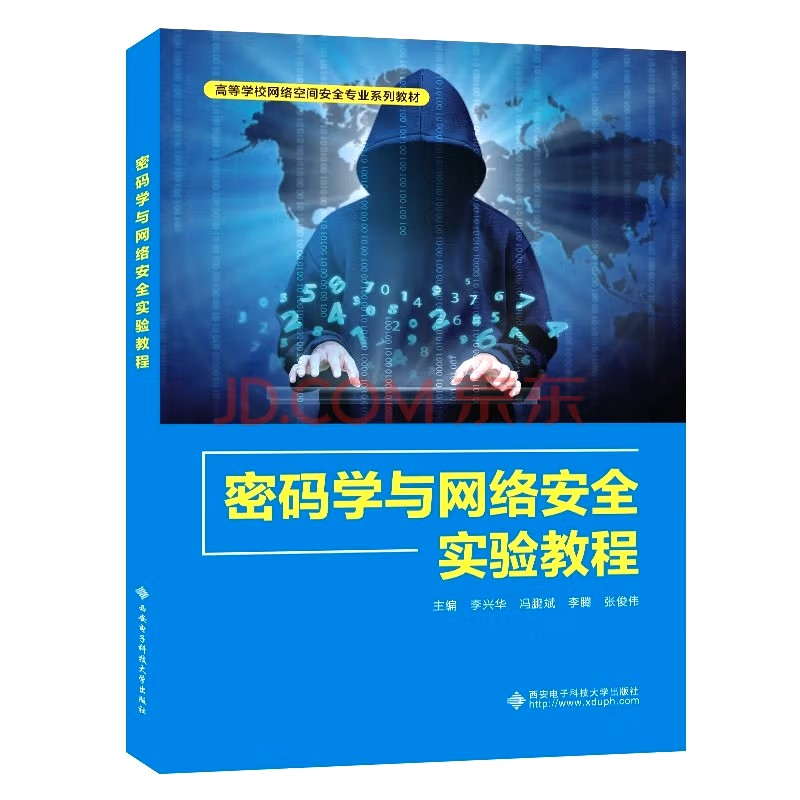 高等学校网络空间安全专业系列教材
密码学与网络安全实验教程
西安电子科技大学出版社
JD.COM 京东
密码学与网络安全
实验教程
主编 李兴华 冯鹏斌 李腾 张俊伟
西安电子科技大学出版社
http://www.xduph.com